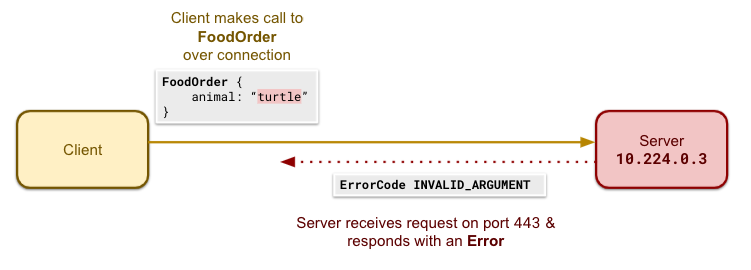 Client makes call to
FoodOrder
over connection
FoodOrder {
    animal: “turtle”
}
Client
Server
10.224.0.3
ErrorCode INVALID_ARGUMENT
Server receives request on port 443 &
responds with an Error